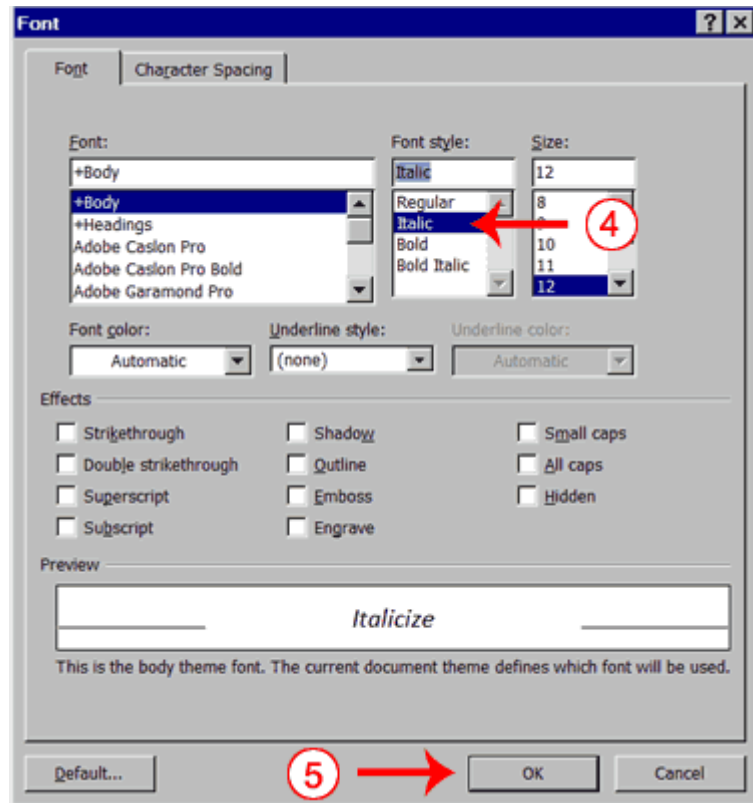 Font ? X
Font Character Spacing
Font: Font style: Size:
+Body Italic 12
+Body Regular 8
+Headings Italic 4
Adobe Caslon Pro Bold 10
Adobe Caslon Pro Bold Bold Italic 11
Adobe Garamond Pro 12
Font color: Underline style: Underline color:
Automatic (none) Automatic
Effects
Strikethrough Shadow Small caps
Double strikethrough Outline All caps
Superscript Emboss Hidden
Subscript Engrave
Preview
Italicize
This is the body theme font. The current document theme defines which font will be used.
Default... 5 OK Cancel